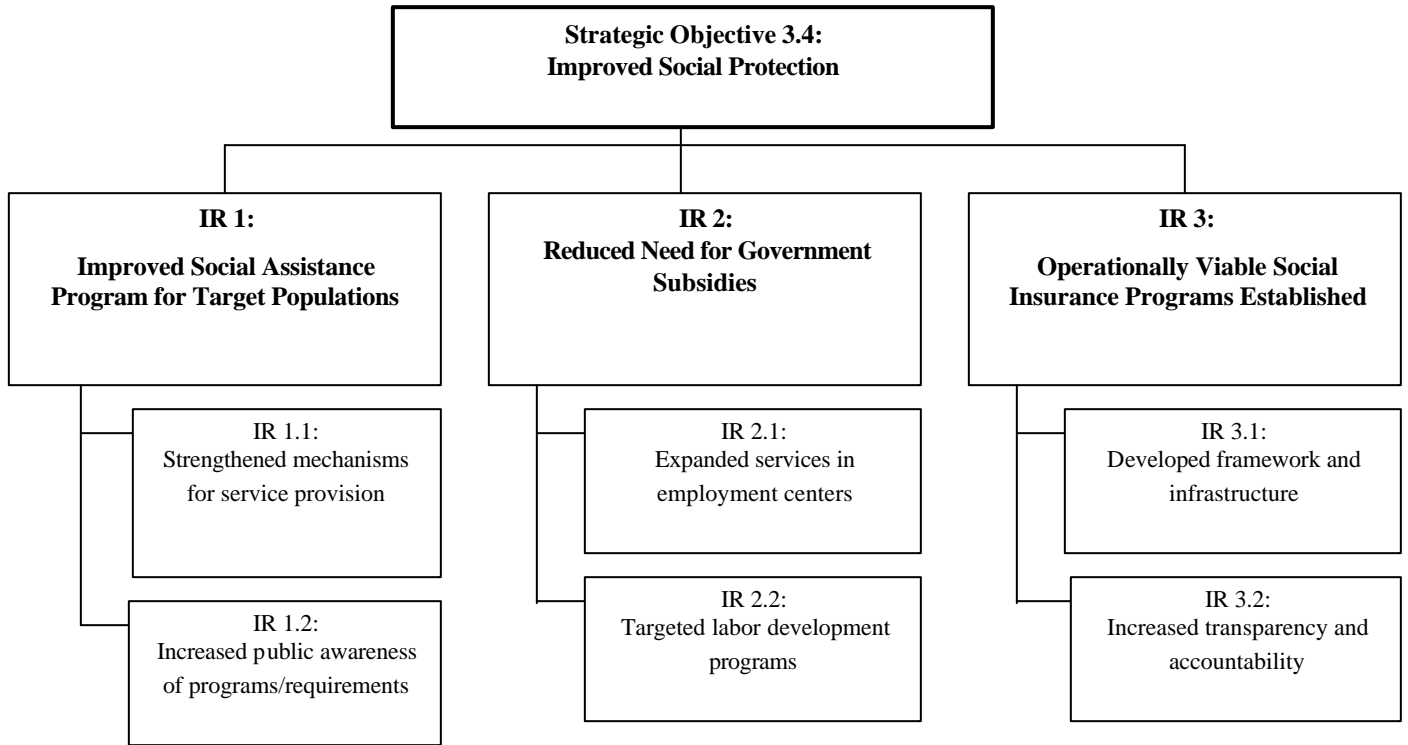 Strategic Objective 3.4:
Improved Social Protection
IR 1:
Improved Social Assistance
Program for Target Populations
IR 1.1:
Strengthened mechanisms
for service provision
IR 1.2:
Increased public awareness
of programs/requirements
IR 2:
Reduced Need for Government
Subsidies
IR 2.1:
Expanded services in
employment centers
IR 2.2:
Targeted labor development
programs
IR 3:
Operationally Viable Social
Insurance Programs Established
IR 3.1:
Developed framework and
infrastructure
IR 3.2:
Increased transparency and
accountability